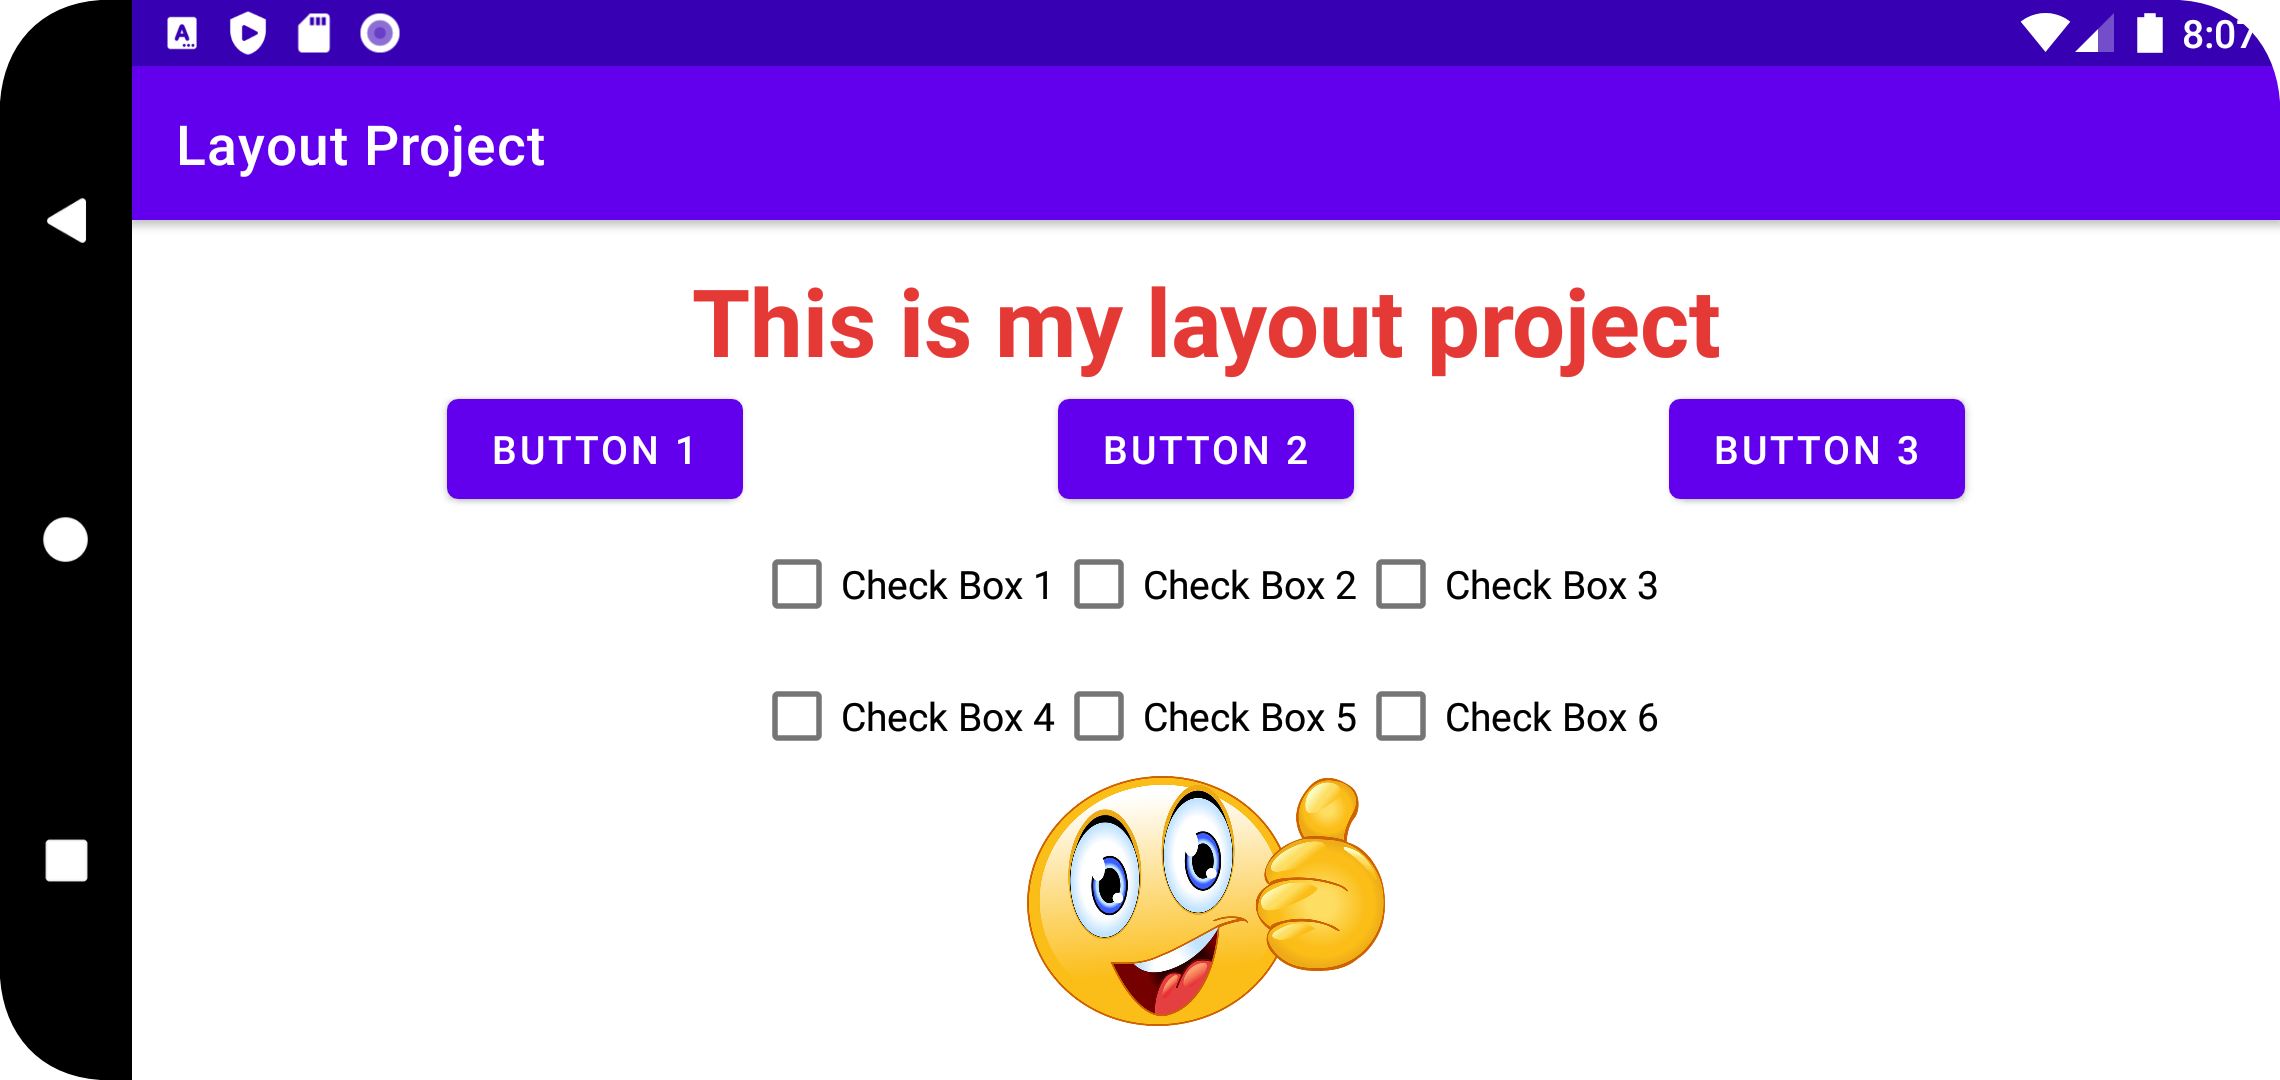 A
8:07
Layout Project
This is my layout project
BUTTON 1 BUTTON 2 BUTTON 3
Check Box 1 Check Box 2 Check Box 3
Check Box 4 Check Box 5 Check Box 6